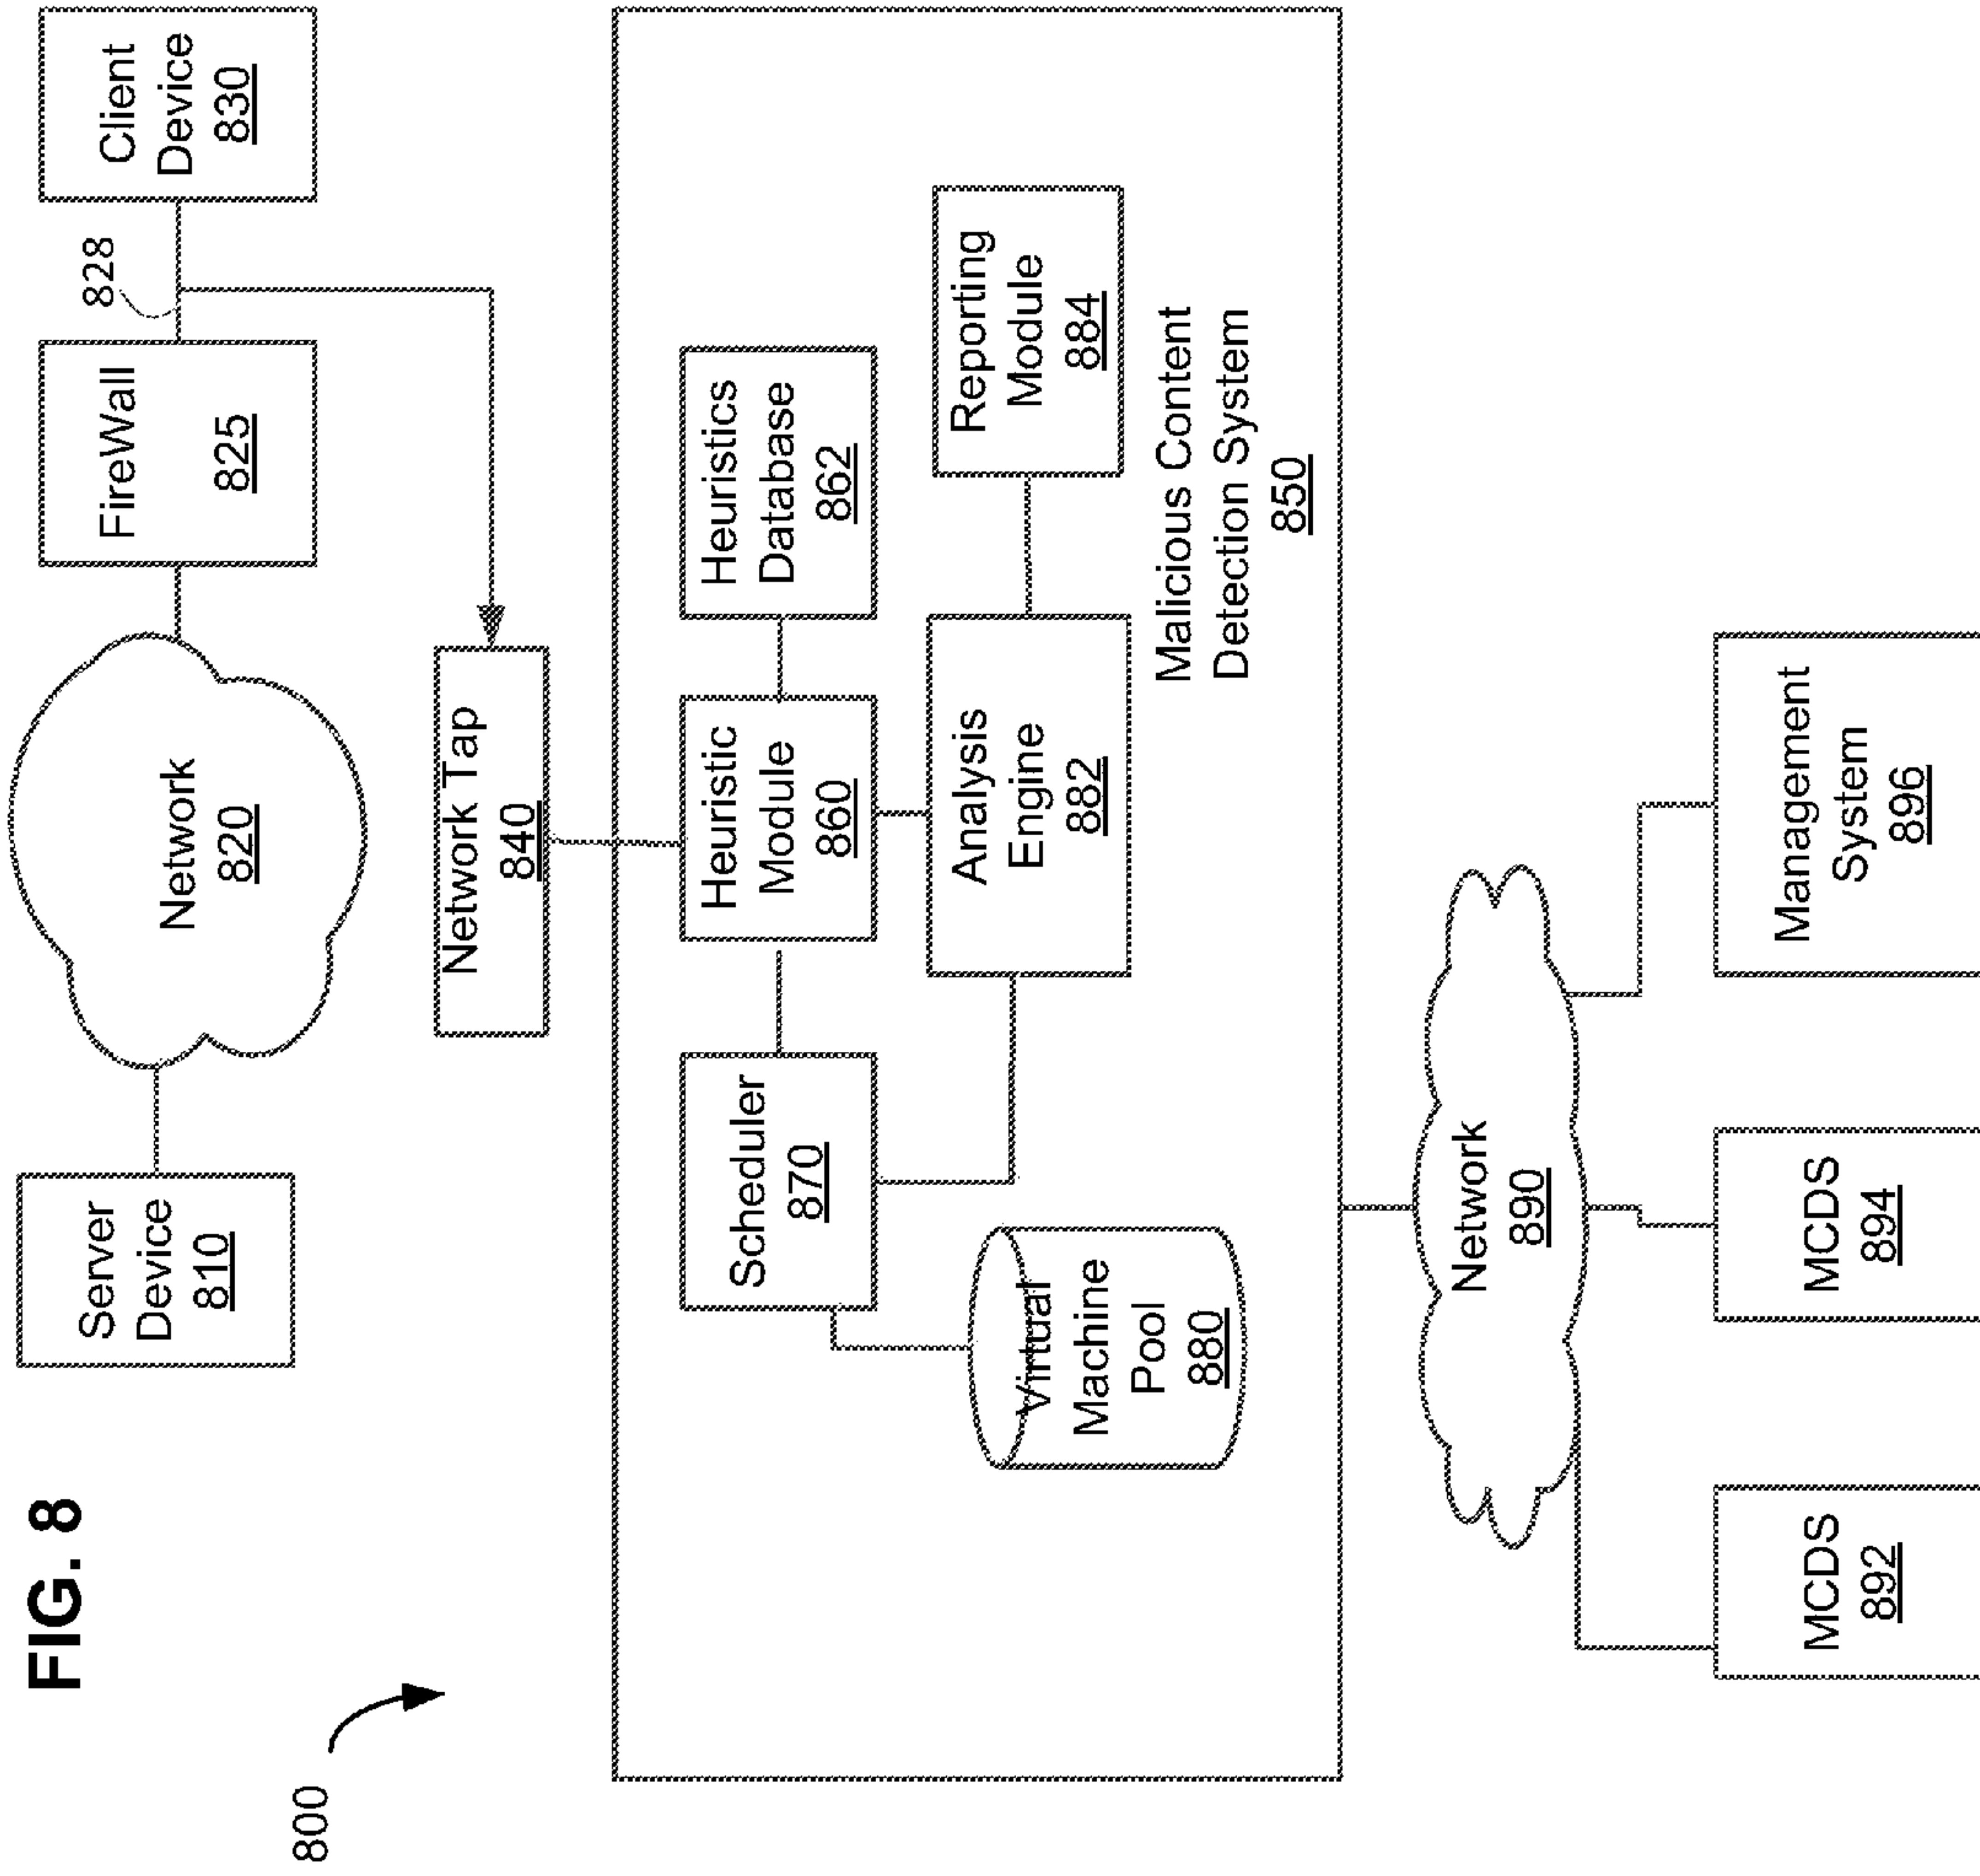 FIG. 8
800
Server
Device
810
Network
820
FireWall
825
828
Client
Device
830
Network Tap
840
Scheduler
870
Heuristic
Module
860
Heuristics
Database
862
Virtual
Machine
Pool
880
Analysis
Engine
882
Reporting
Module
884
Malicious Content
Detection System
850
Network
890
MCDS
892
MCDS
894
Management
System
896